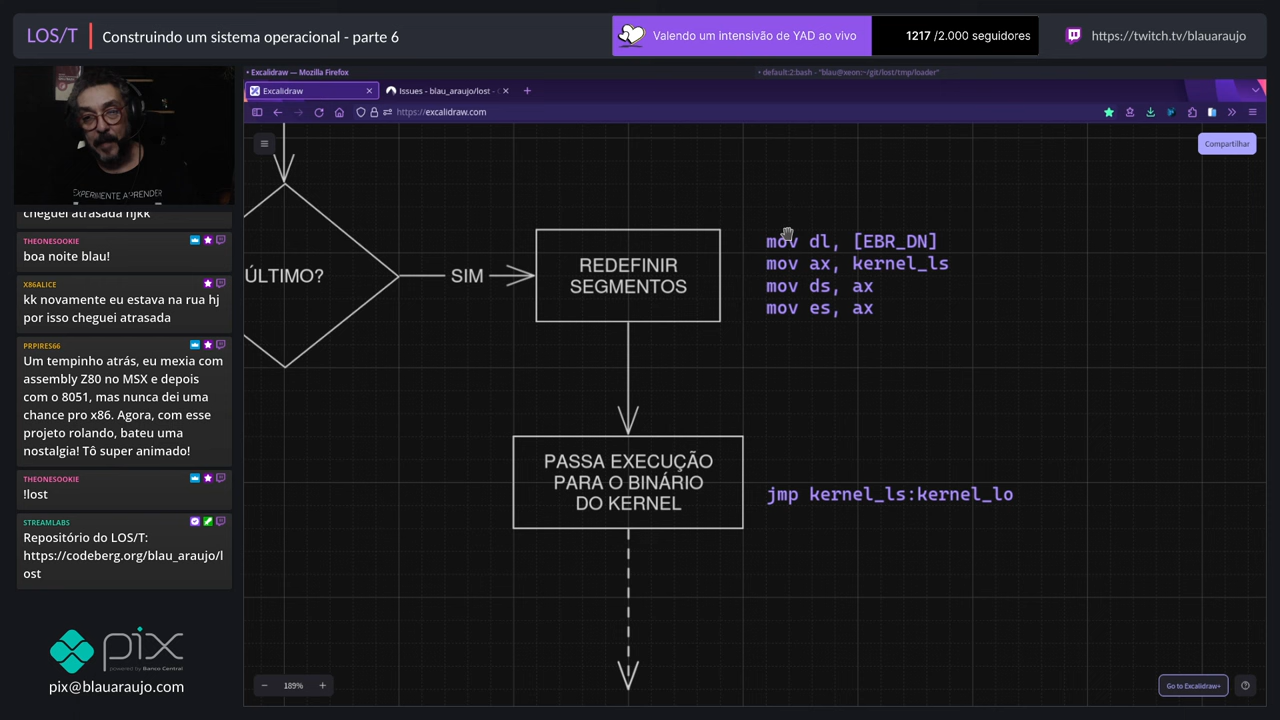 LOS/T
Construindo um sistema operacional - parte 6
Valendo um intensivão de YAD ao vivo
1217 /2.000 seguidores
https://twitch.tv/blauaraujo
• Excalidraw — Mozilla Firefox
• default:2:bash - "blau@xeon:~/git/lost/tmp/loader"
Excalidraw
Issues - blau_araujo/lost - C
https://excalidraw.com
EXPERIMENTE APRENDER
Compartilhar
cheguei atrasada hjkk
THEONESOOKIE
boa noite blau!
X86ALICE
kk novamente eu estava na rua hj
por isso cheguei atrasada
PRPIRES66
Um tempinho atrás, eu mexia com
assembly Z80 no MSX e depois
com o 8051, mas nunca dei uma
chance pro x86. Agora, com esse
projeto rolando, bateu uma
nostalgia! Tô super animado!
THEONESOOKIE
!lost
STREAMLABS
Repositório do LOS/T:
https://codeberg.org/blau_araujo/l
ost
pix
powered by Banco Central
pix@blauaraujo.com
ÚLTIMO?
SIM
REDEFINIR
SEGMENTOS
mov dl, [EBR_DN]
mov ax, kernel_ls
mov ds, ax
mov es, ax
PASSA EXECUÇÃO
PARA O BINÁRIO
DO KERNEL
jmp kernel_ls:kernel_lo
189%
Go to Excalidraw+